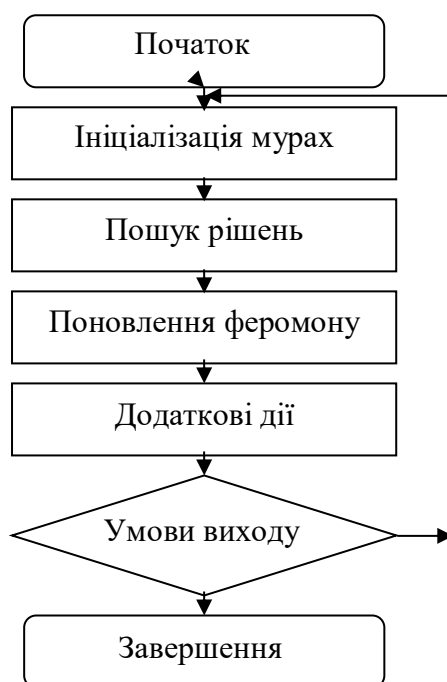 Початок
Ініціалізація мурах
Пошук рішень
Поновлення феромону
Додаткові дії
Умови виходу
Завершення